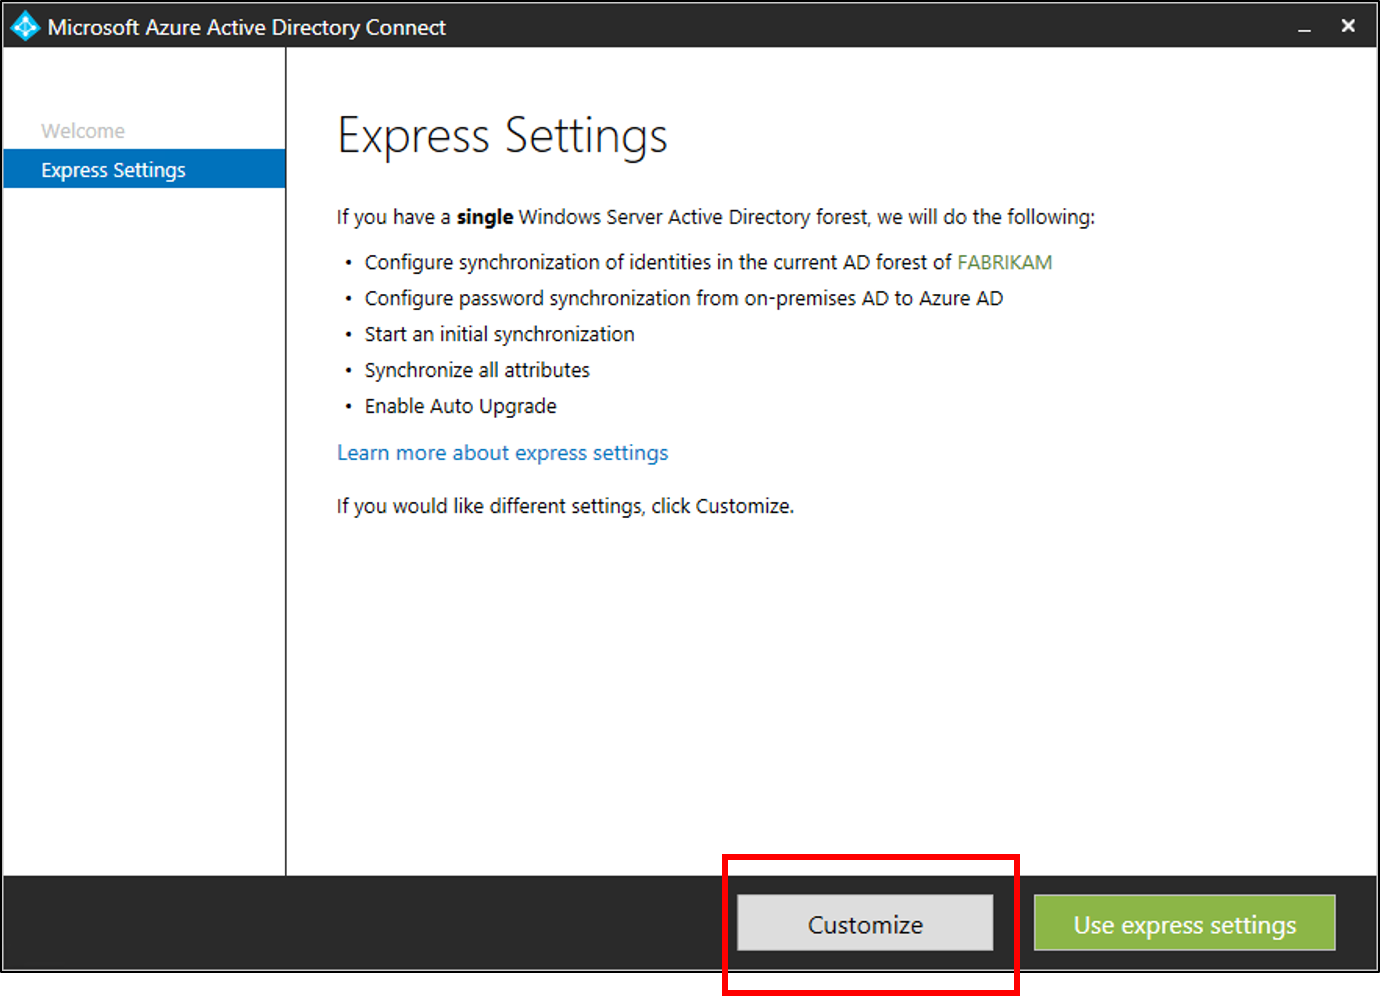 Microsoft Azure Active Directory Connect
Welcome
Express Settings
Express Settings
If you have a single Windows Server Active Directory forest, we will do the following:
• Configure synchronization of identities in the current AD forest of FABRIKAM
• Configure password synchronization from on-premises AD to Azure AD
• Start an initial synchronization
• Synchronize all attributes
• Enable Auto Upgrade
Learn more about express settings
If you would like different settings, click Customize.
Customize
Use express settings